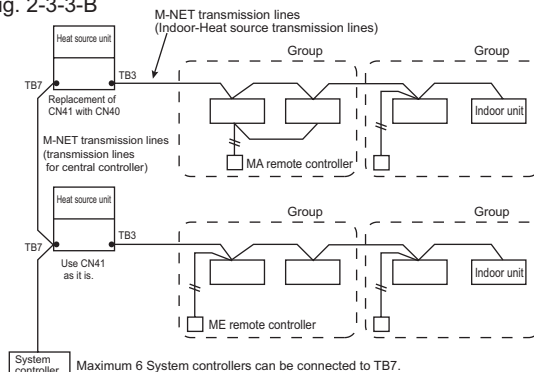 ig. 2-3-3-B
M-NET transmission lines
(Indoor-Heat source transmission lines)
Group
Group
Heat source unit
TB3
TB7
Replacement of
CN41 with CN40
Indoor unit
M-NET transmission lines
(transmission lines
for central controller)
MA remote controller
Heat source unit
Group
Group
TB3
TB7
Use CN41
as it is.
Indoor unit
ME remote controller
System
controller
Maximum 6 System controllers can be connected to TB7.